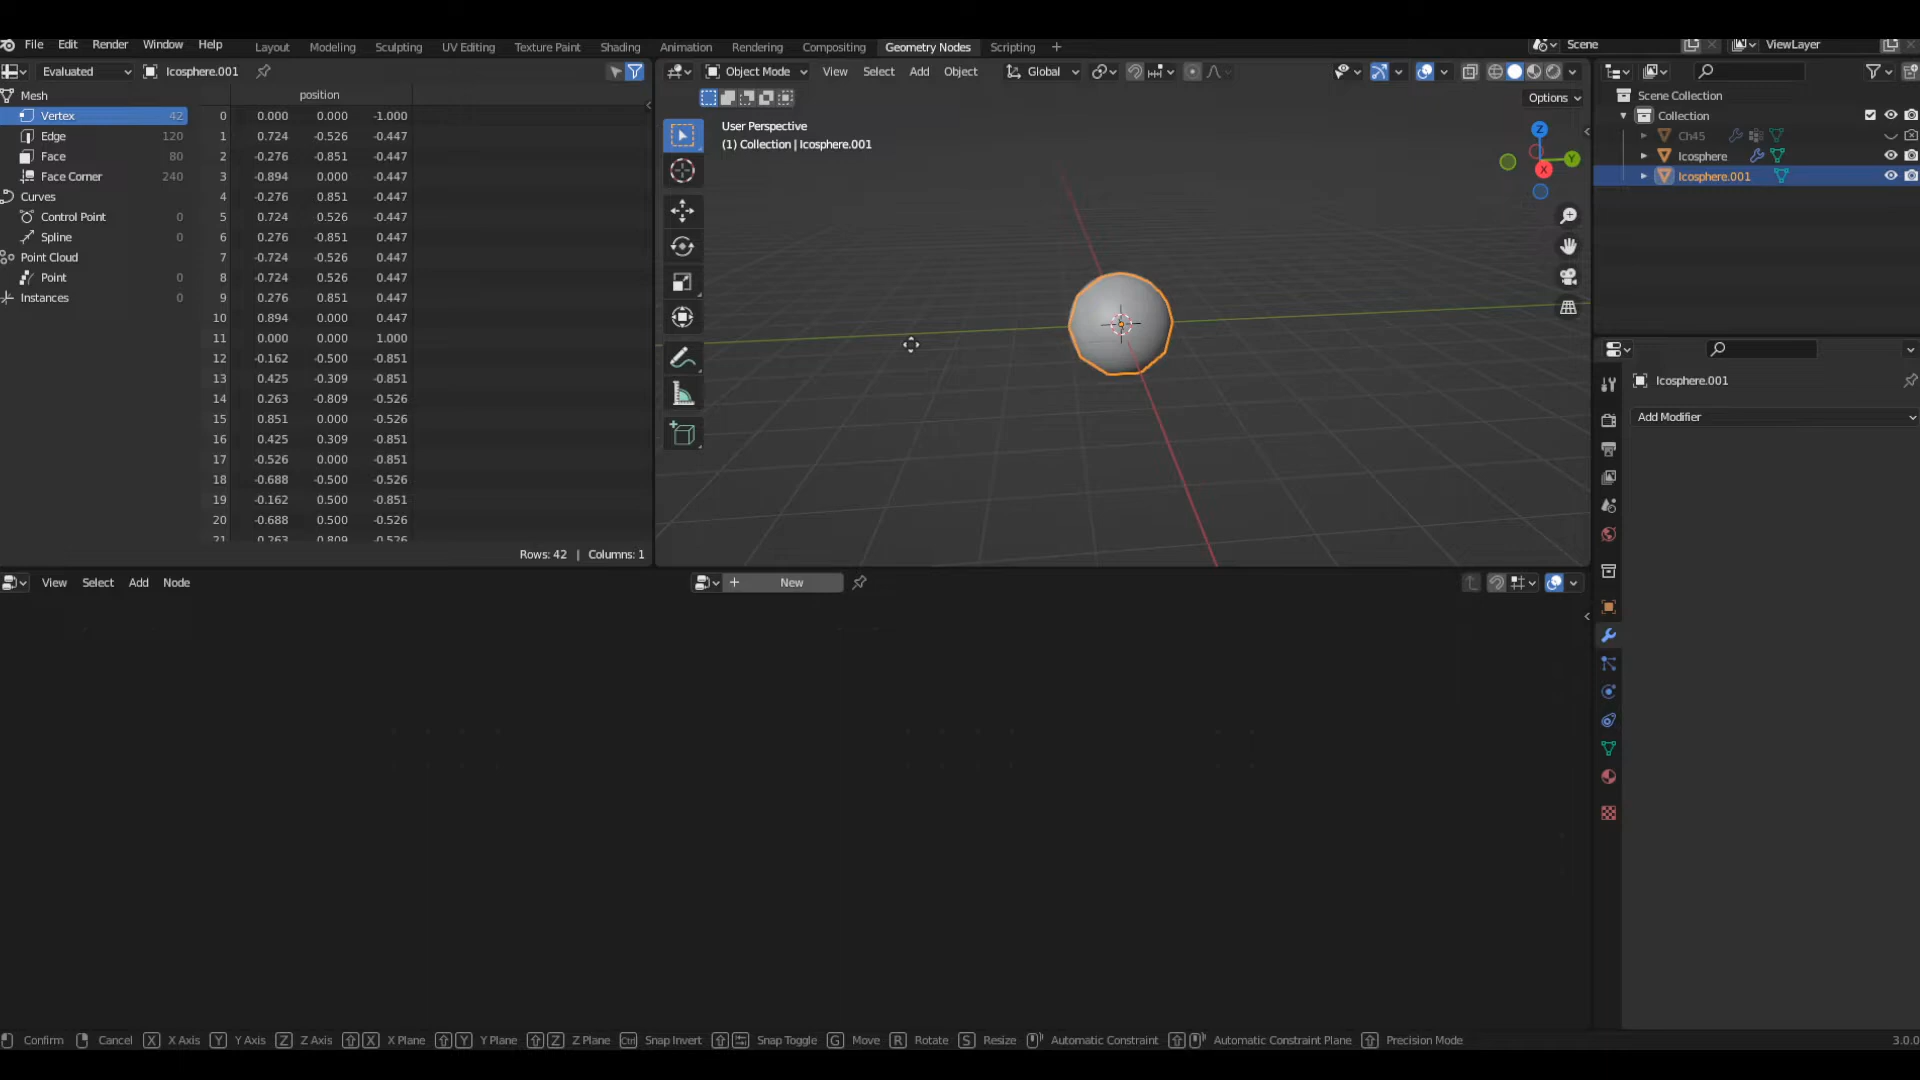 File Edit Render Window Help Layout Modeling Sculpting UV Editing Texture Paint Shading Animation Rendering Compositing Geometry Nodes Scripting + Scene ViewLayer
Evaluated Icosphere.001
Mesh
Vertex 42
Edge 120
Face 80
Face Corner 240
Curves
Control Point 0
Spline 0
Point Cloud
Point 0
Instances 0
position
0 0.000 0.000 -1.000
1 0.724 -0.526 -0.447
2 -0.276 -0.851 -0.447
3 -0.894 0.000 -0.447
4 -0.276 0.851 -0.447
5 0.724 0.526 -0.447
6 0.276 -0.851 0.447
7 -0.724 -0.526 0.447
8 -0.724 0.526 0.447
9 0.276 0.851 0.447
10 0.894 0.000 0.447
11 0.000 0.000 1.000
12 -0.162 -0.500 -0.851
13 0.425 -0.309 -0.851
14 0.263 -0.809 -0.526
15 0.851 0.000 -0.526
16 0.425 0.309 -0.851
17 -0.526 0.000 -0.851
18 -0.688 -0.500 -0.526
19 -0.162 0.500 -0.851
20 -0.688 0.500 -0.526
21 0.263 0.809 -0.526
Rows: 42 | Columns: 1
Object Mode View Select Add Object Global
Options
User Perspective
(1) Collection | Icosphere.001
Z
Y
X
Scene Collection
Collection
Ch45
Icosphere
Icosphere.001
Icosphere.001
Add Modifier
View Select Add Node + New
Confirm Cancel X X Axis Y Y Axis Z Z Axis X X Plane Y Y Plane Z Z Plane Ctrl Snap Invert Snap Toggle G Move R Rotate S Resize Automatic Constraint Automatic Constraint Plane Precision Mode 3.0.0